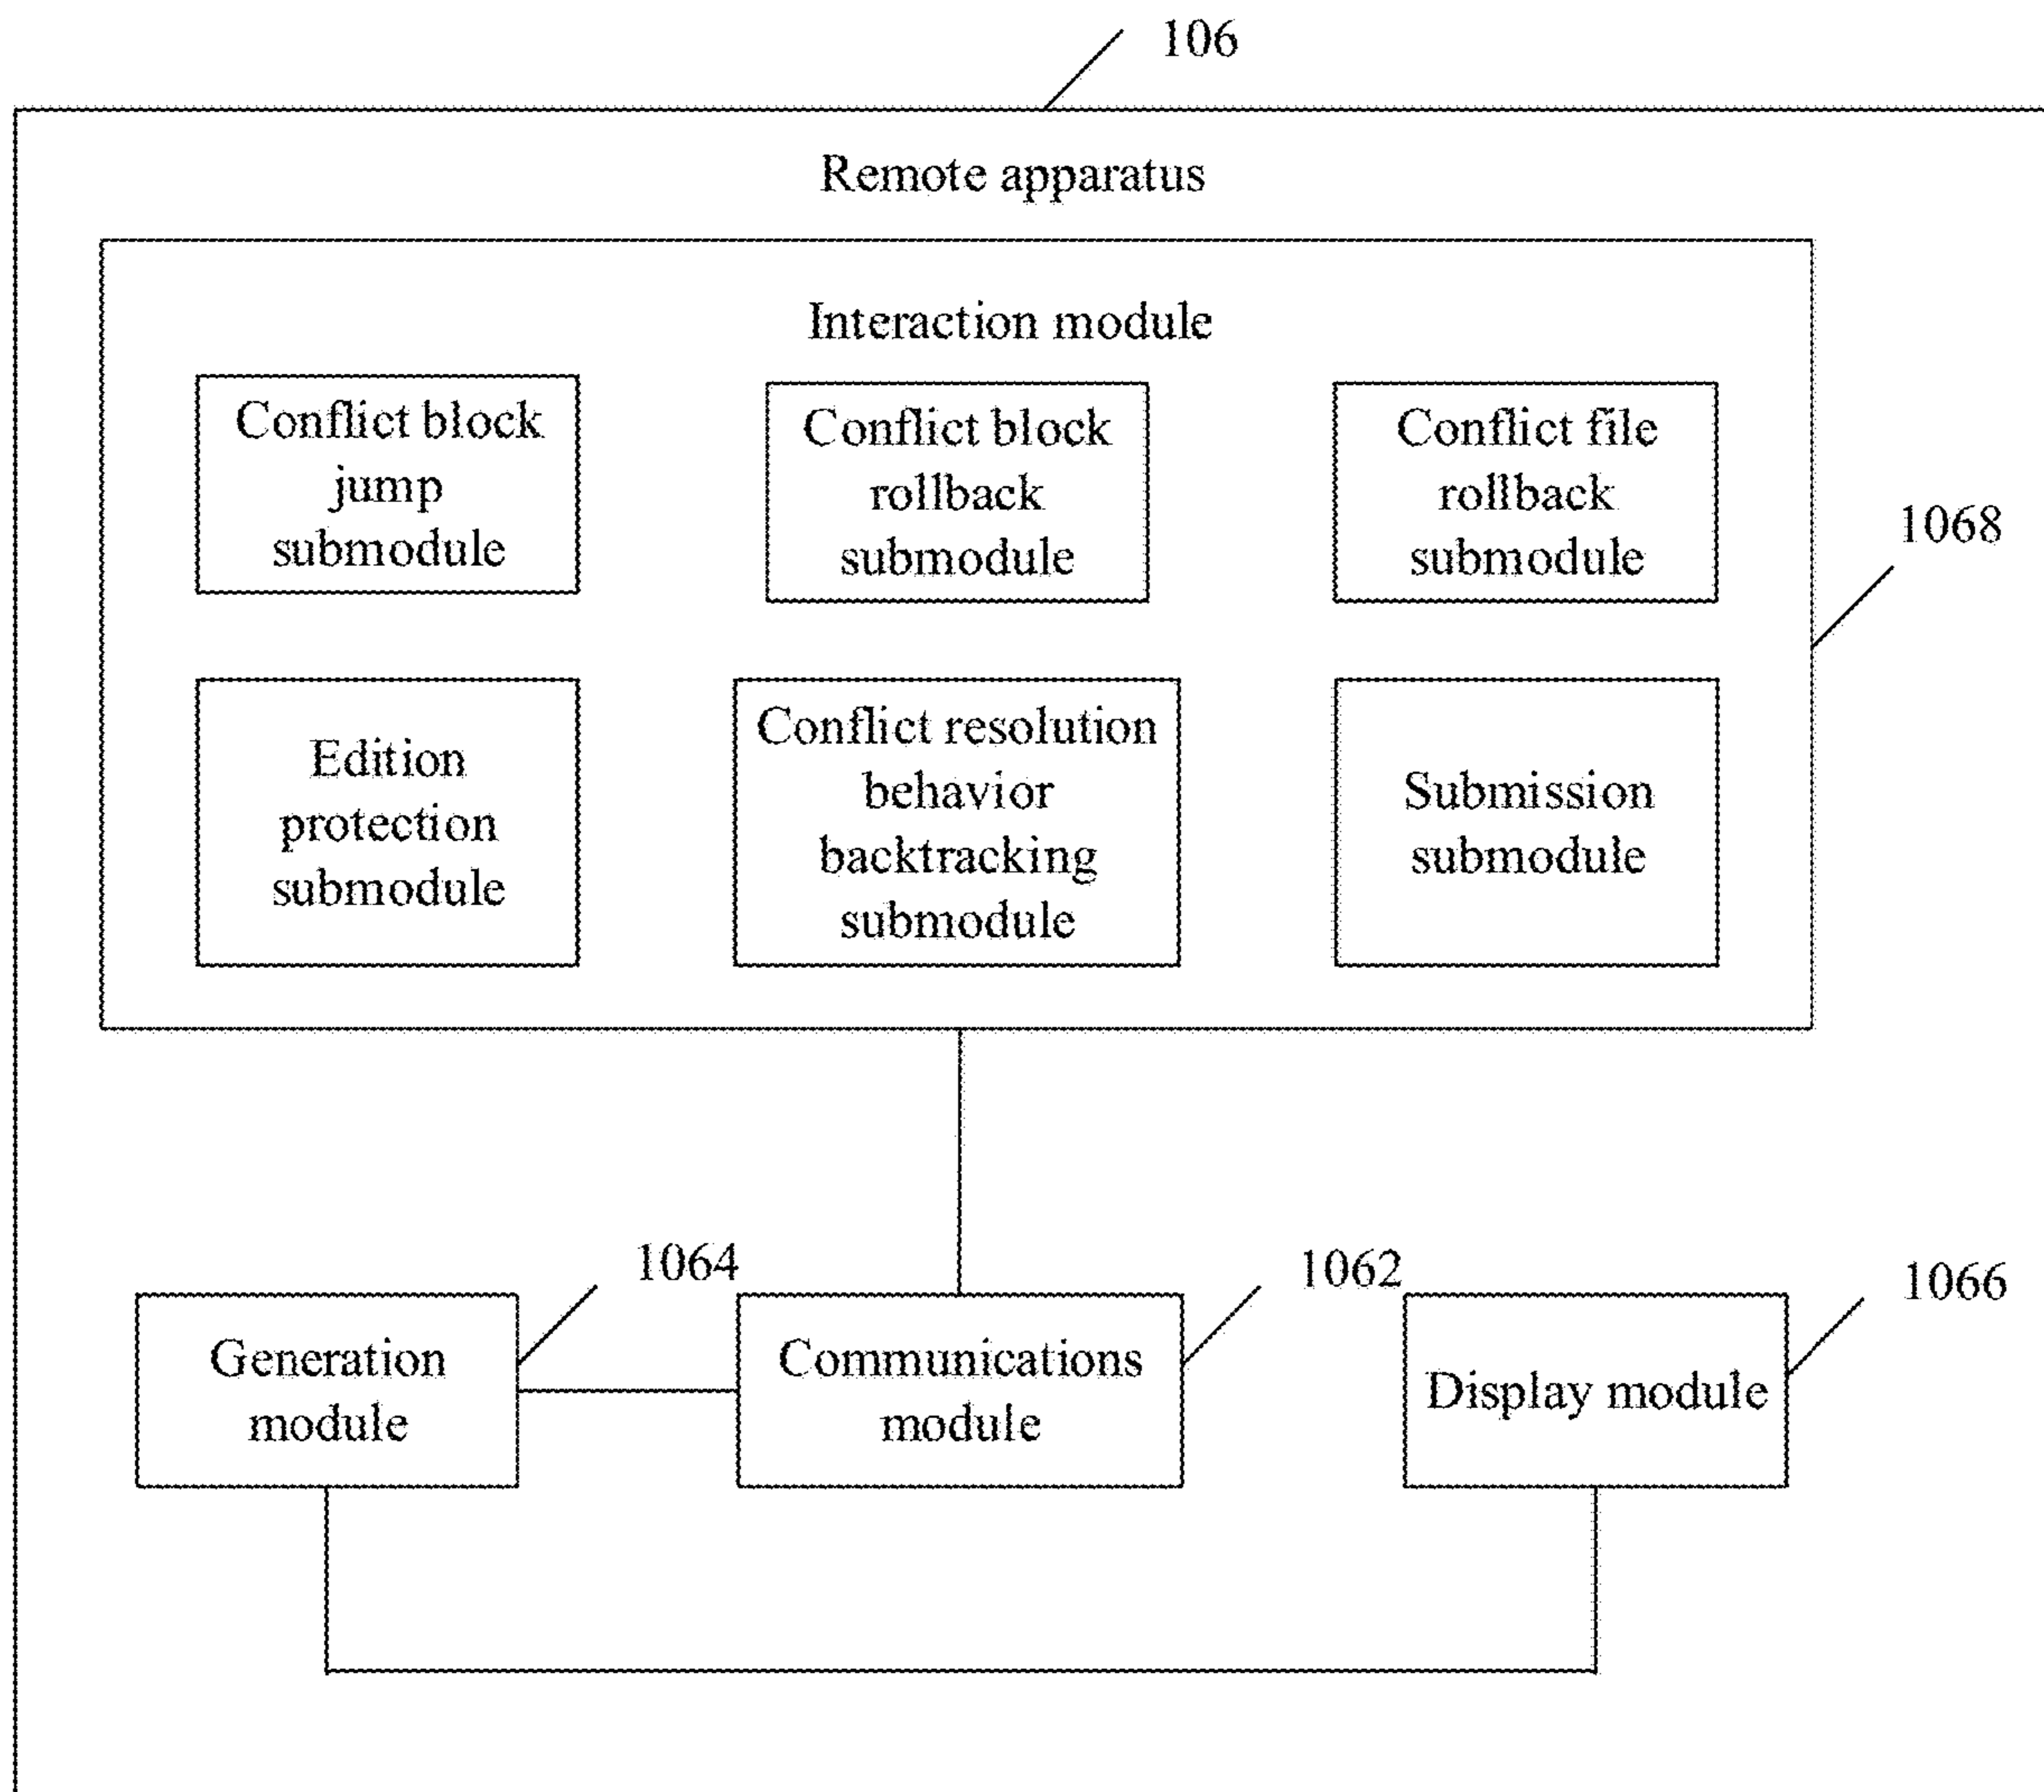 106
Remote apparatus
Interaction module
Conflict block
jump
submodule
Conflict block
rollback
submodule
Conflict file
rollback
submodule
1068
Edition
protection
submodule
Conflict resolution
behavior
backtracking
submodule
Submission
submodule
1064
1062
1066
Generation
module
Communications
module
Display module